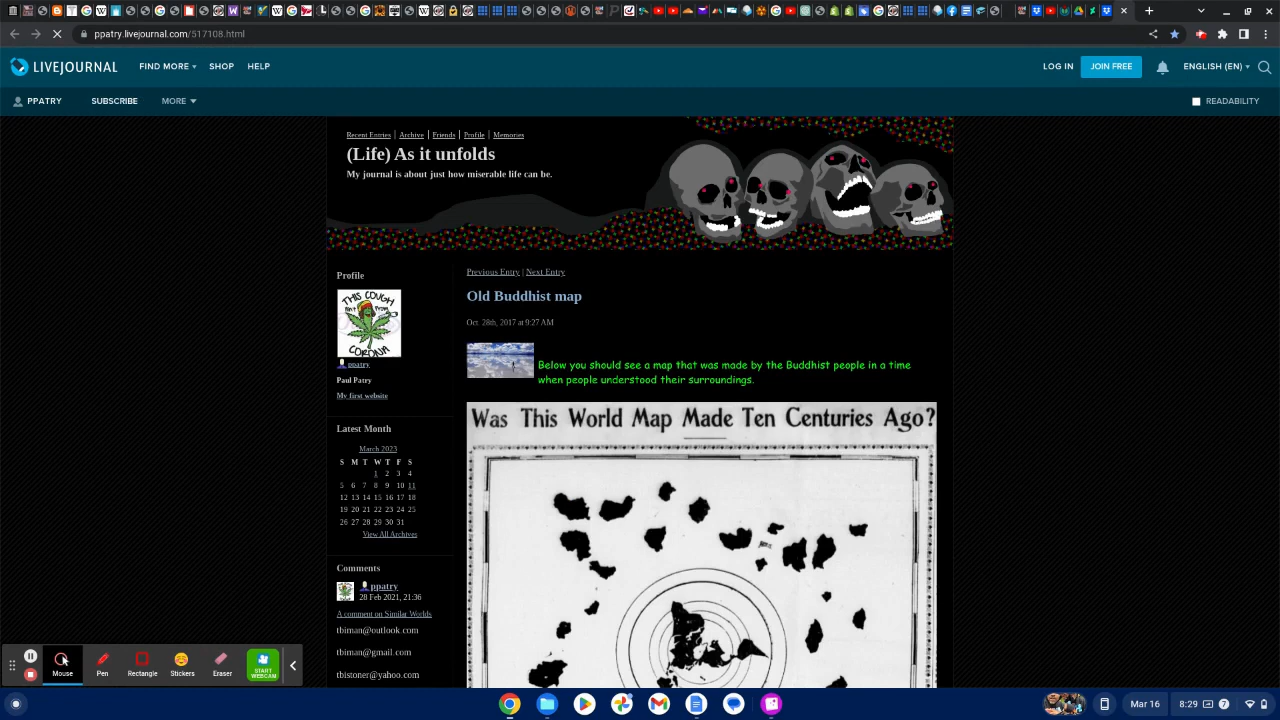 ppatry.livejournal.com/517108.html
LIVEJOURNAL FIND MORE SHOP HELP LOG IN JOIN FREE ENGLISH (EN)
PPATRY SUBSCRIBE MORE READABILITY
Recent Entries | Archive | Friends | Profile | Memories
(Life) As it unfolds
My journal is about just how miserable life can be.
Profile
THIS COUGH
ppatry
Paul Patry
My first website
Latest Month
March 2023
S M T W T F S
1 2 3 4
5 6 7 8 9 10 11
12 13 14 15 16 17 18
19 20 21 22 23 24 25
26 27 28 29 30 31
View All Archives
Comments
ppatry
28 Feb 2021, 21:36
A comment on Similar Worlds
tbiman@outlook.com
tbiman@gmail.com
tbistoner@yahoo.com
Previous Entry | Next Entry
Old Buddhist map
Oct. 28th, 2017 at 9:27 AM
Below you should see a map that was made by the Buddhist people in a time
when people understood their surroundings.
Was This World Map Made Ten Centuries Ago?
Mouse Pen Rectangle Stickers Eraser START
WEBCAM
Mar 16 8:29